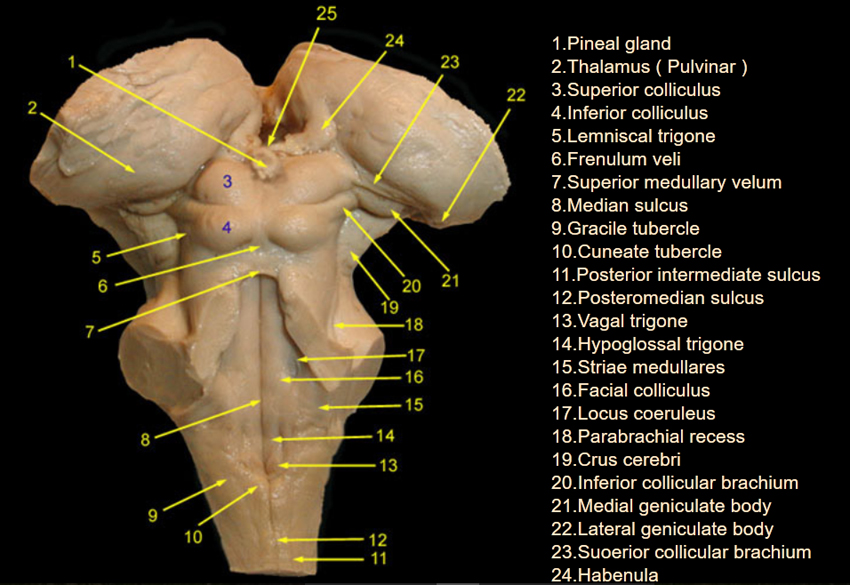 25
24
1
23
22
2
3
4
5
6
21
20
19
7
18
17
16
15
8
14
13
9
10
12
11
1.Pineal gland
2.Thalamus ( Pulvinar )
3.Superior colliculus
4.Inferior colliculus
5.Lemniscal trigone
6.Frenulum veli
7.Superior medullary velum
8.Median sulcus
9.Gracile tubercle
10.Cuneate tubercle
11.Posterior intermediate sulcus
12.Posteromedian sulcus
13.Vagal trigone
14.Hypoglossal trigone
15.Striae medullares
16.Facial colliculus
17.Locus coeruleus
18.Parabrachial recess
19.Crus cerebri
20.Inferior collicular brachium
21.Medial geniculate body
22.Lateral geniculate body
23.Suoerior collicular brachium
24.Habenula